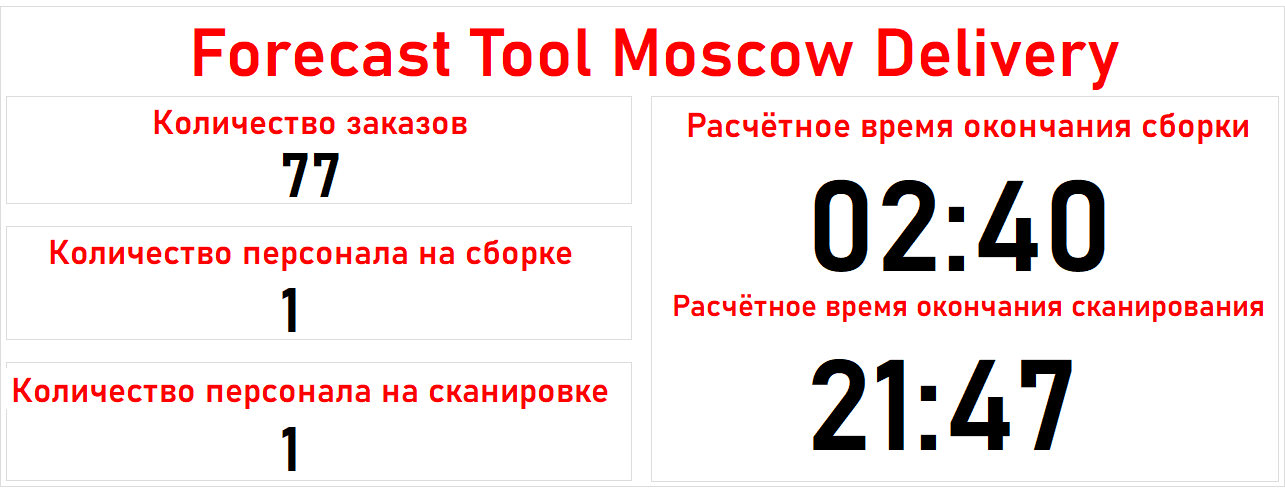 Forecast Tool Moscow Delivery
Количество заказов
77
Количество персонала на сборке
1
Количество персонала на сканировке
1
Расчётное время окончания сборки
02:40
Расчётное время окончания сканирования
21:47